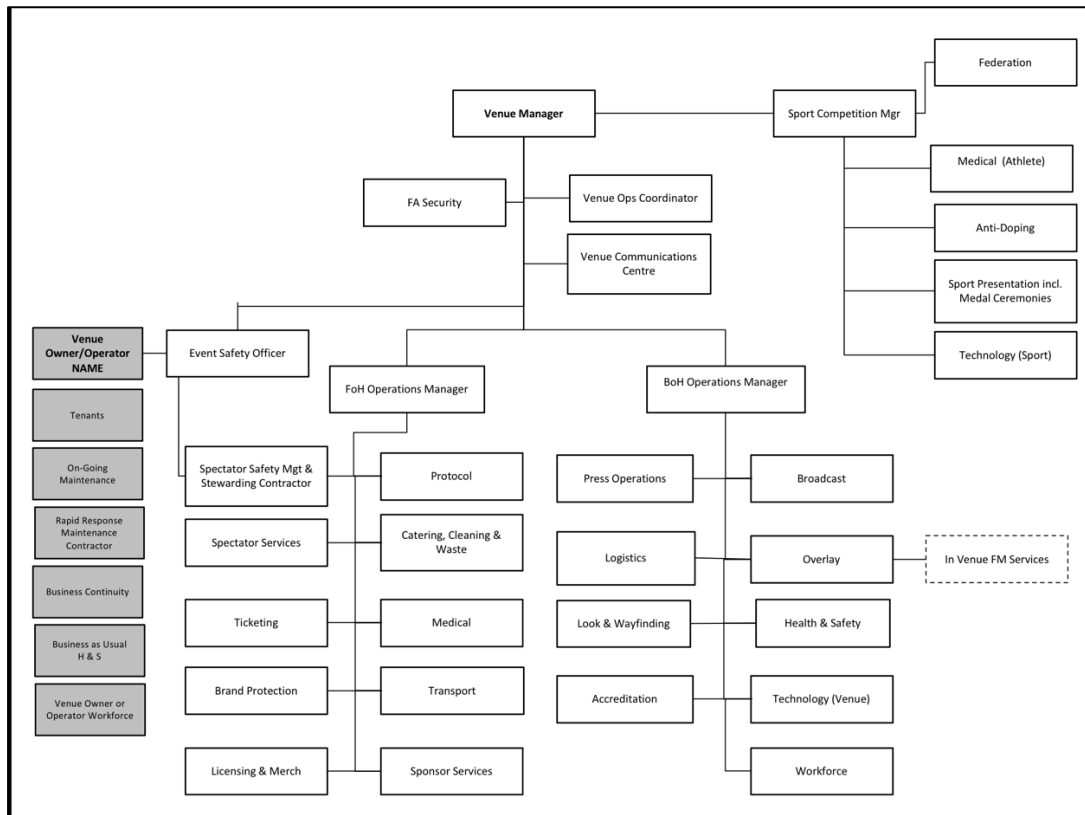 Federation
Venue Manager
Sport Competition Mgr
Medical (Athlete)
FA Security
Venue Ops Coordinator
Anti-Doping
Venue Communications
Centre
Sport Presentation incl.
Medal Ceremonies
Venue
Owner/Operator
NAME
Event Safety Officer
Technology (Sport)
FoH Operations Manager
BoH Operations Manager
Tenants
On-Going
Maintenance
Spectator Safety Mgt &
Stewarding Contractor
Protocol
Press Operations
Broadcast
Rapid Response
Maintenance
Contractor
Spectator Services
Catering, Cleaning &
Waste
Logistics
Overlay
In Venue FM Services
Business Continuity
Ticketing
Medical
Look & Wayfinding
Health & Safety
Business as Usual
H & S
Brand Protection
Transport
Accreditation
Technology (Venue)
Venue Owner or
Operator Workforce
Licensing & Merch
Sponsor Services
Workforce